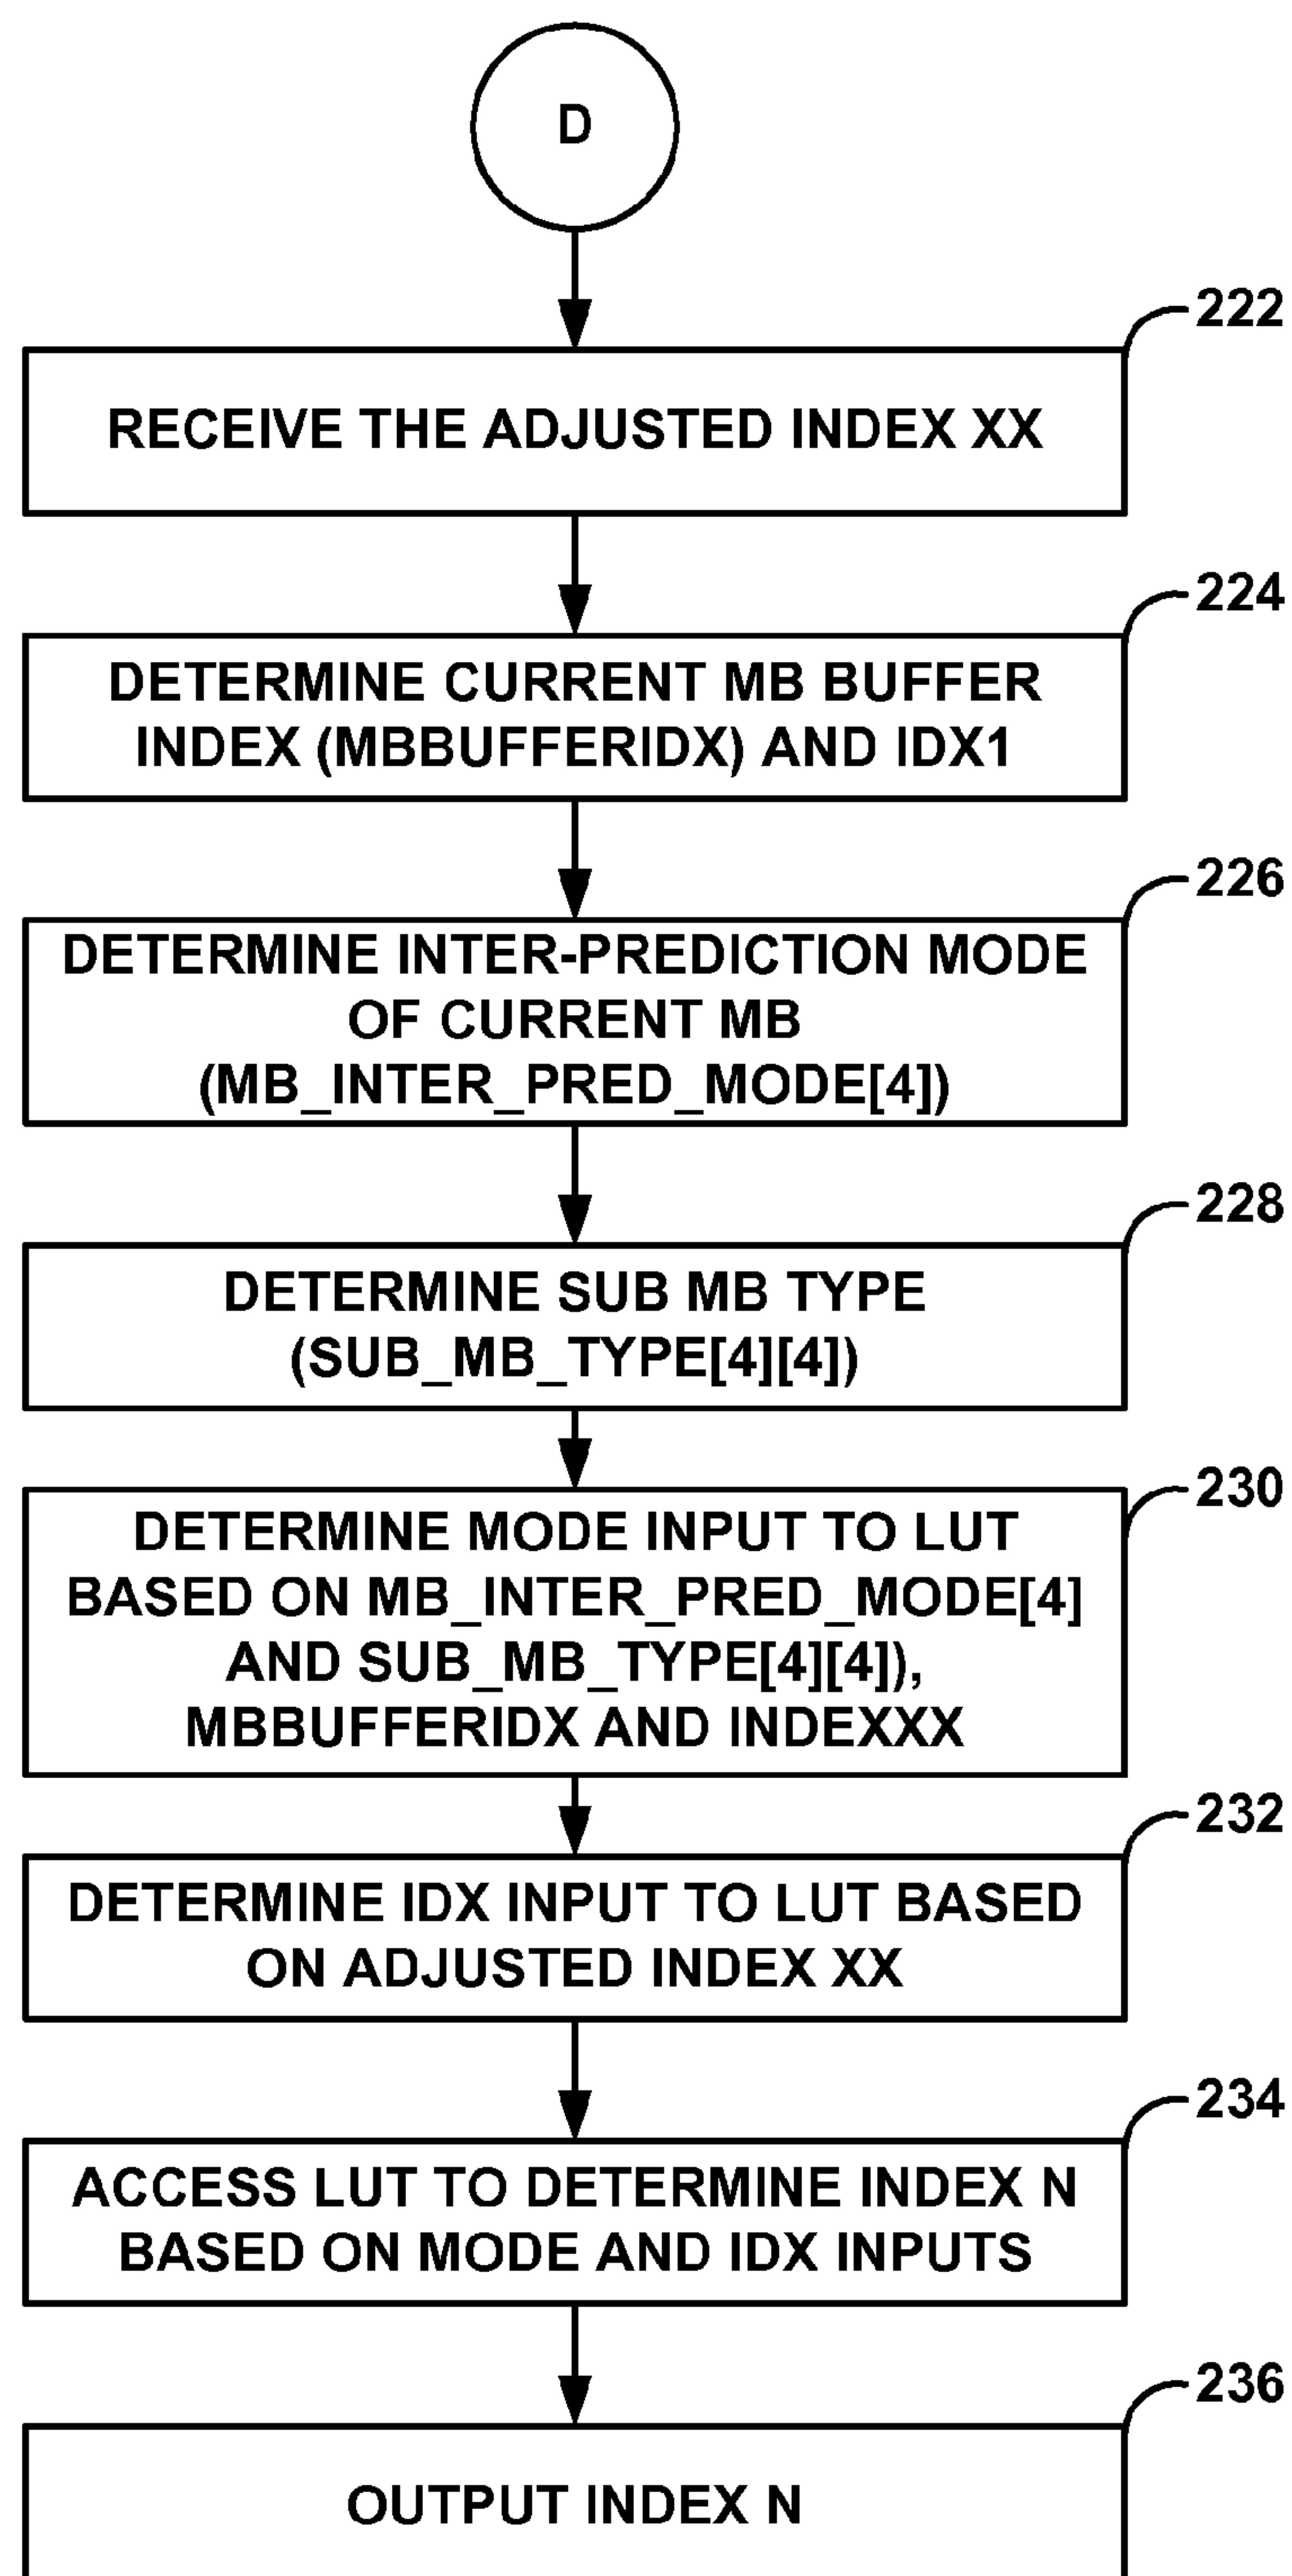 D
222
RECEIVE THE ADJUSTED INDEX XX
224
DETERMINE CURRENT MB BUFFER
INDEX (MBBUFFERIDX) AND IDX1
226
DETERMINE INTER-PREDICTION MODE
OF CURRENT MB
(MB_INTER_PRED_MODE[4])
228
DETERMINE SUB MB TYPE
(SUB_MB_TYPE[4][4])
230
DETERMINE MODE INPUT TO LUT
BASED ON MB_INTER_PRED_MODE[4]
AND SUB_MB_TYPE[4][4]),
MBBUFFERIDX AND INDEXXX
232
DETERMINE IDX INPUT TO LUT BASED
ON ADJUSTED INDEX XX
234
ACCESS LUT TO DETERMINE INDEX N
BASED ON MODE AND IDX INPUTS
236
OUTPUT INDEX N